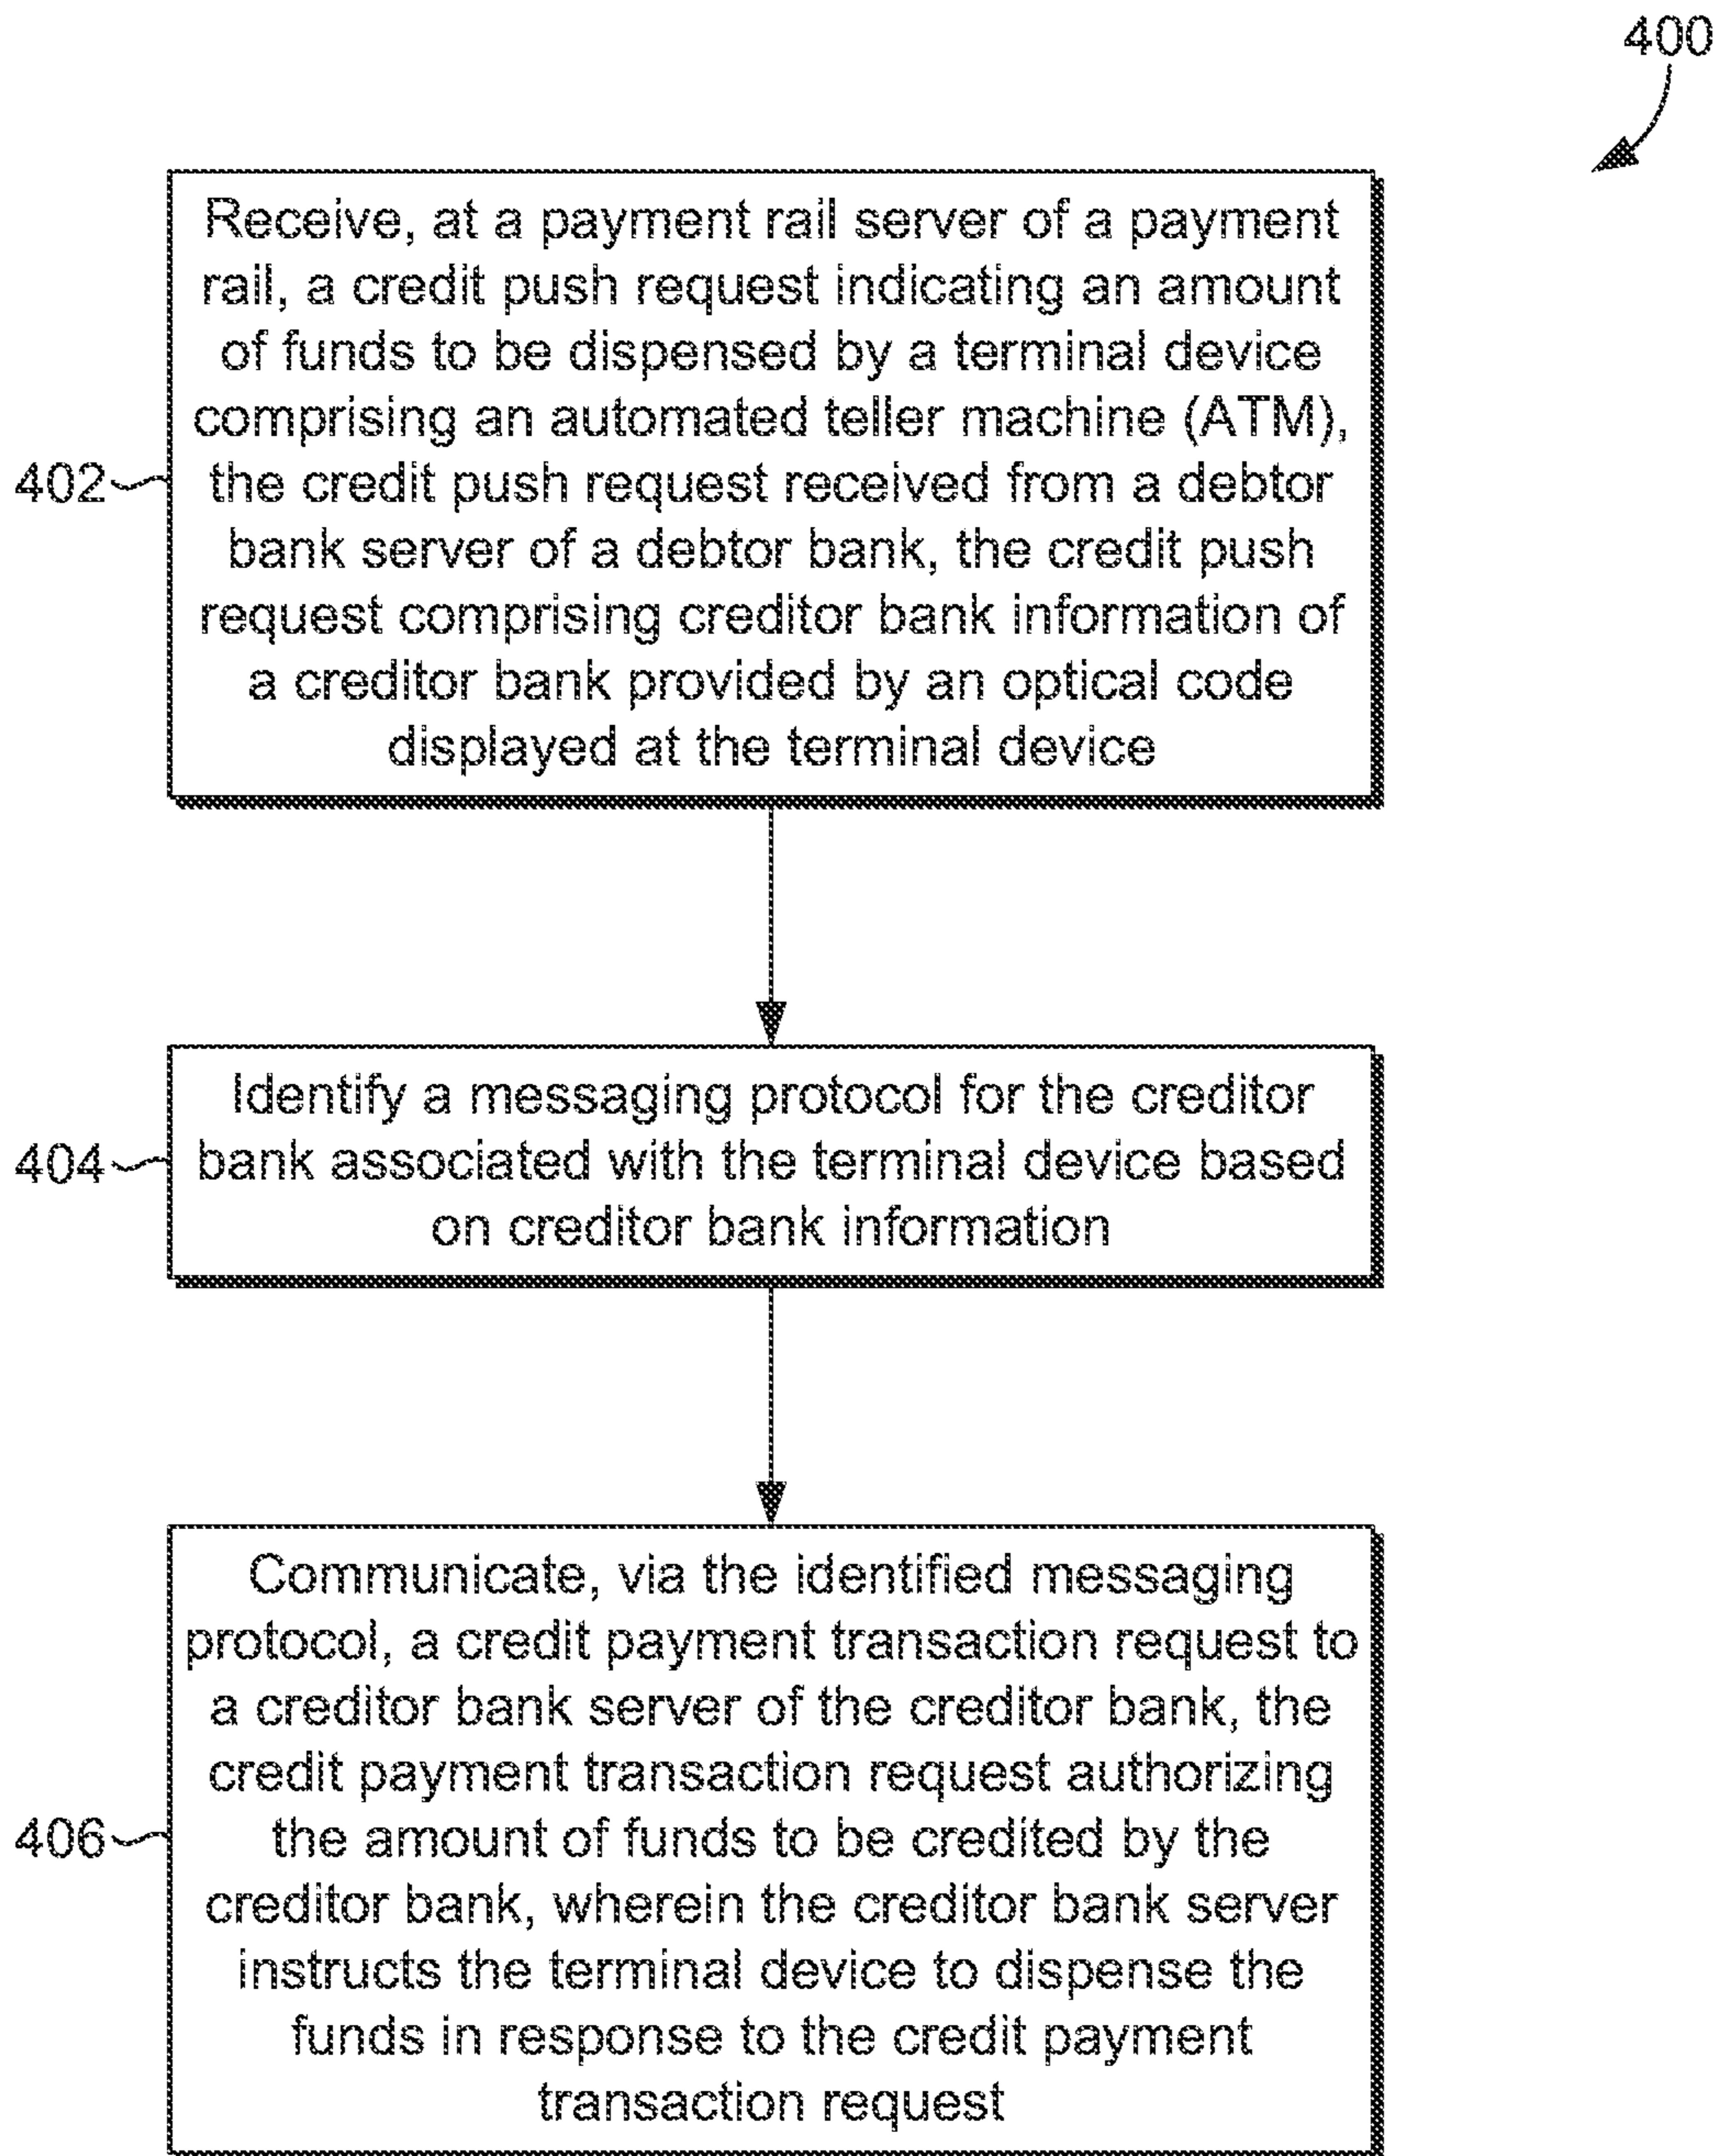 400
Receive, at a payment rail server of a payment
rail, a credit push request indicating an amount
of funds to be dispensed by a terminal device
comprising an automated teller machine (ATM),
402
the credit push request received from a debtor
bank server of a debtor bank, the credit push
request comprising creditor bank information of
a creditor bank provided by an optical code
displayed at the terminal device
Identify a messaging protocol for the creditor
404
bank associated with the terminal device based
on creditor bank information
Communicate, via the identified messaging
protocol, a credit payment transaction request to
a creditor bank server of the creditor bank, the
credit payment transaction request authorizing
406
the amount of funds to be credited by the
creditor bank, wherein the creditor bank server
instructs the terminal device to dispense the
funds in response to the credit payment
transaction request